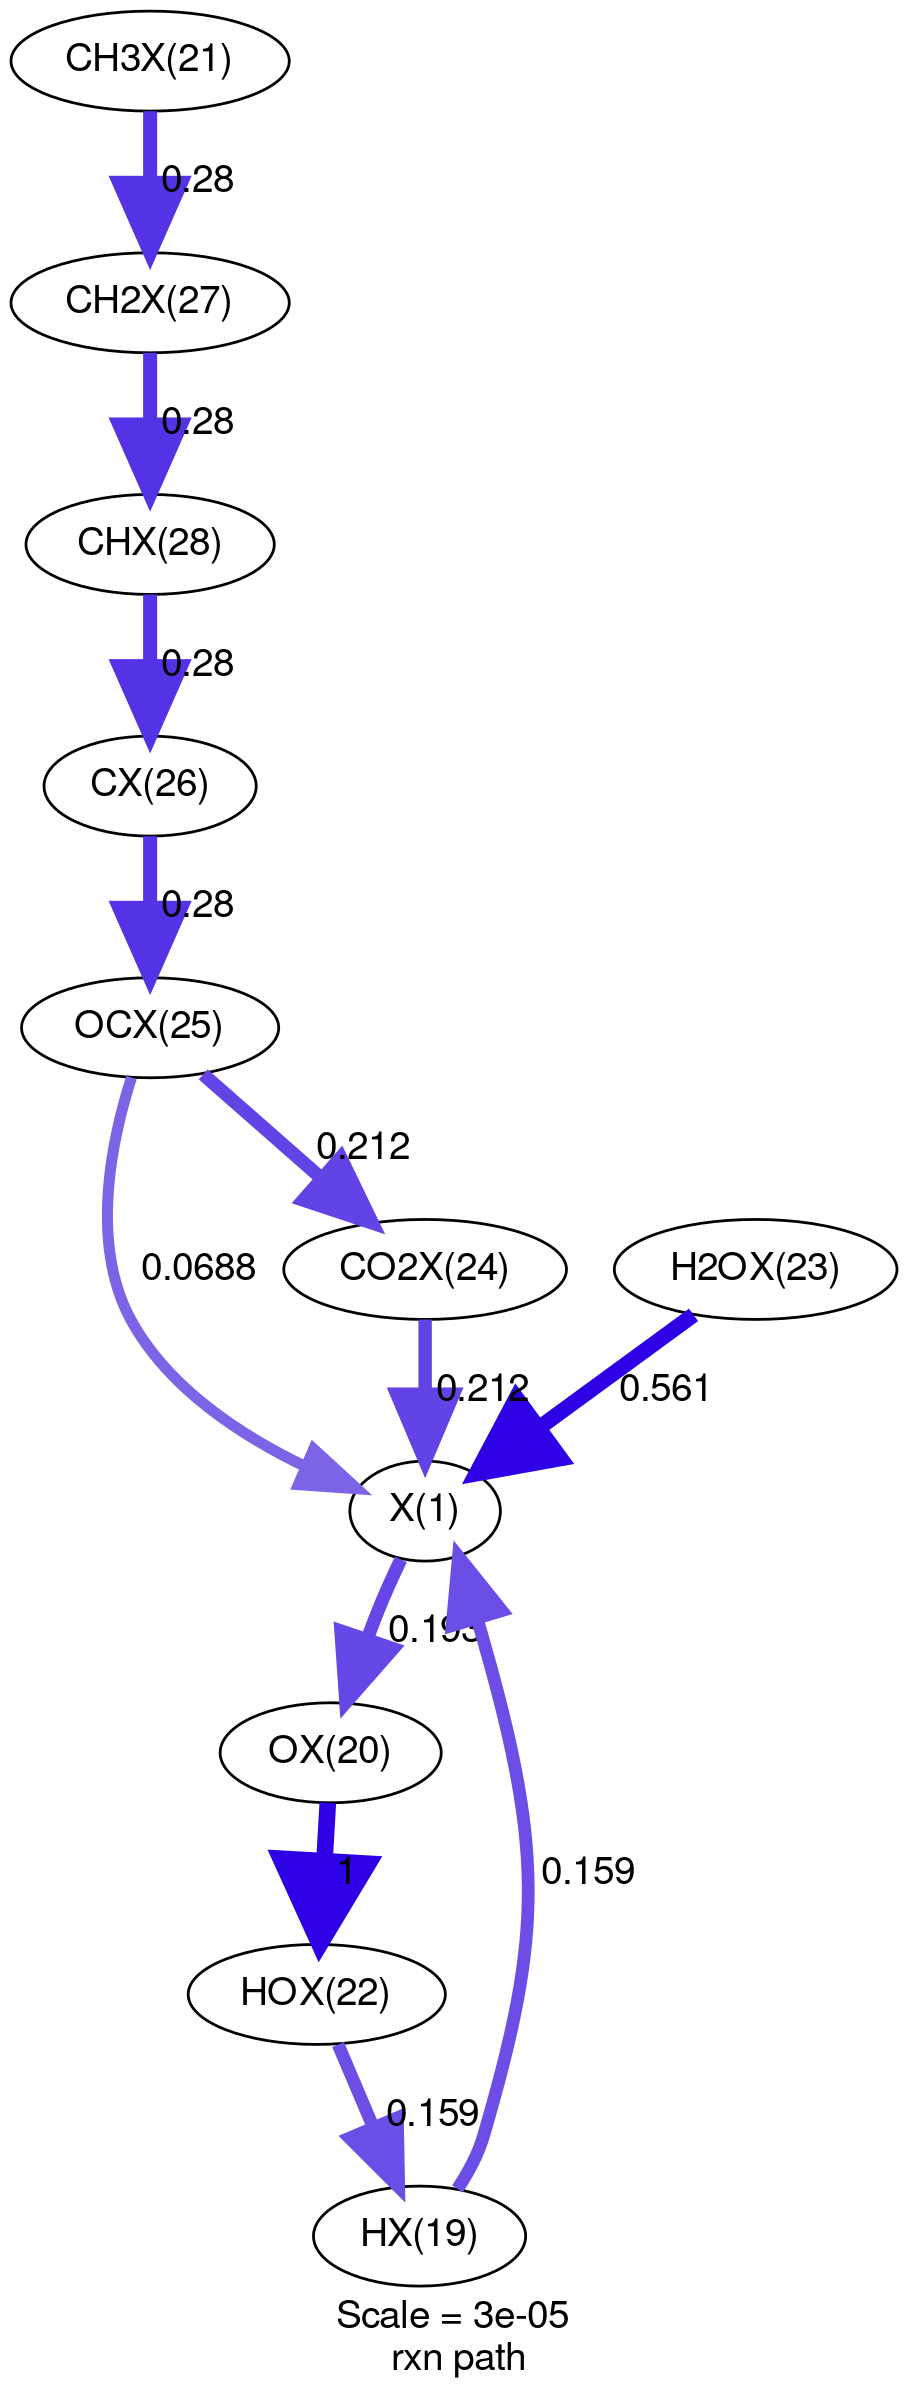 CH3X(21)
0.28
CH2X(27)
0.28
CHX(28)
0.28
CX(26)
0.28
OCX(25)
0.212
0.0688
CO2X(24)
H2OX(23)
0.212
0.561
X(1)
OX(20)
1
0.159
HOX(22)
0.159
HX(19)
Scale = 3e-05
rxn path